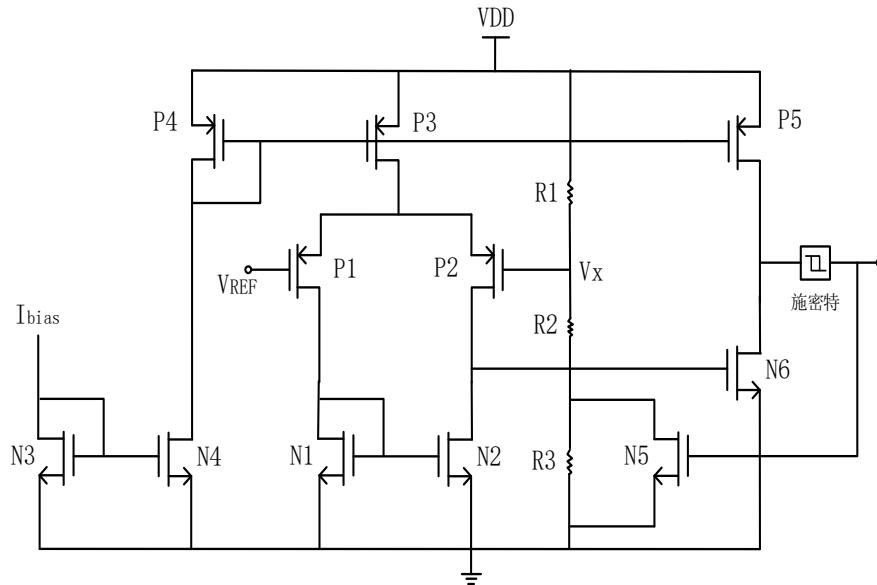 VDD
P4
P3
P5
R1
VREF
P1
P2
Vx
施密特
Ibias
R2
N6
N3
N4
N1
N2
R3
N5